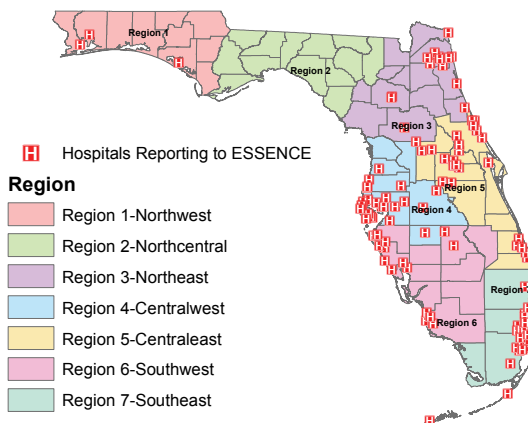 Region 1
Region 2
Region 3
H Hospitals Reporting to ESSENCE
Region
Region 5
Region 1-Northwest
Region 4
Region 2-Northcentral
Region 3-Northeast
Region 4-Centralwest
Region
Region 5-Centraleast
Region 6
Region 6-Southwest
Region 7-Southeast